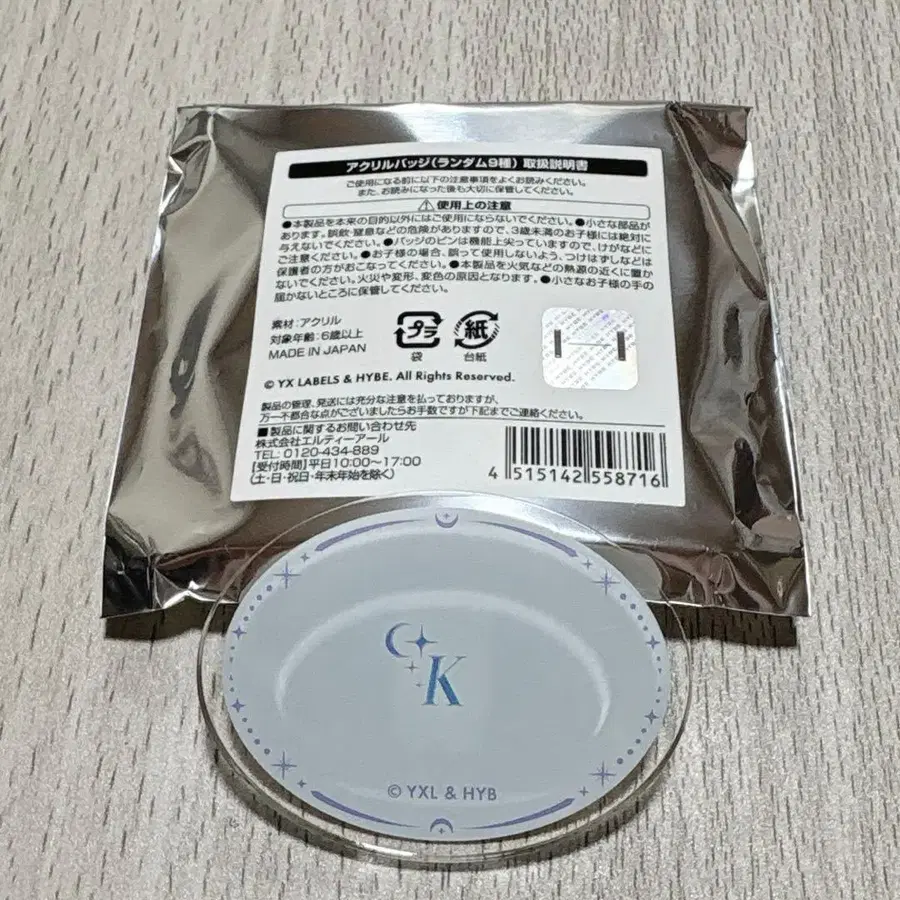 アクリルバッジ(ランダム9種) 取扱説明書
ご使用になる前に以下の注意事項をよくお読みください。
また、お読みになった後も大切に保管してください。
⚠使用上の注意
●本製品を本来の目的以外にはご使用にならないでください。●小さな部品が
あります。誤飲・窒息などの危険がありますので、3歳未満のお子様には絶対に
与えないでください。●バッジのピンは機能上尖っていますので、けがなどに
ご注意ください。●お子様の場合、誤って使用しないよう、つけはずしなどは
保護者の方がおこなってください。●本製品を火気などの熱源の近くに置か
ないでください。火災や変形、変色の原因となります。●小さなお子様の手の
届かないところに保管してください。
素材:アクリル
対象年齢:6歳以上
MADE IN JAPAN
プラ
袋
紙
台紙
HYBE HYBE HYBE
© YX LABELS & HYBE. All Rights Reserved.
製品の管理、発送には充分な注意を払っておりますが、
万一不都合な点がございましたらお手数ですが下記までご連絡ください。
■製品に関するお問い合わせ先
株式会社エルティーアール
TEL: 0120-434-889
[受付時間]平日10:00〜17:00
(土・日・祝日・年末年始を除く)
4 515142 558716
K
© YXL & HYB